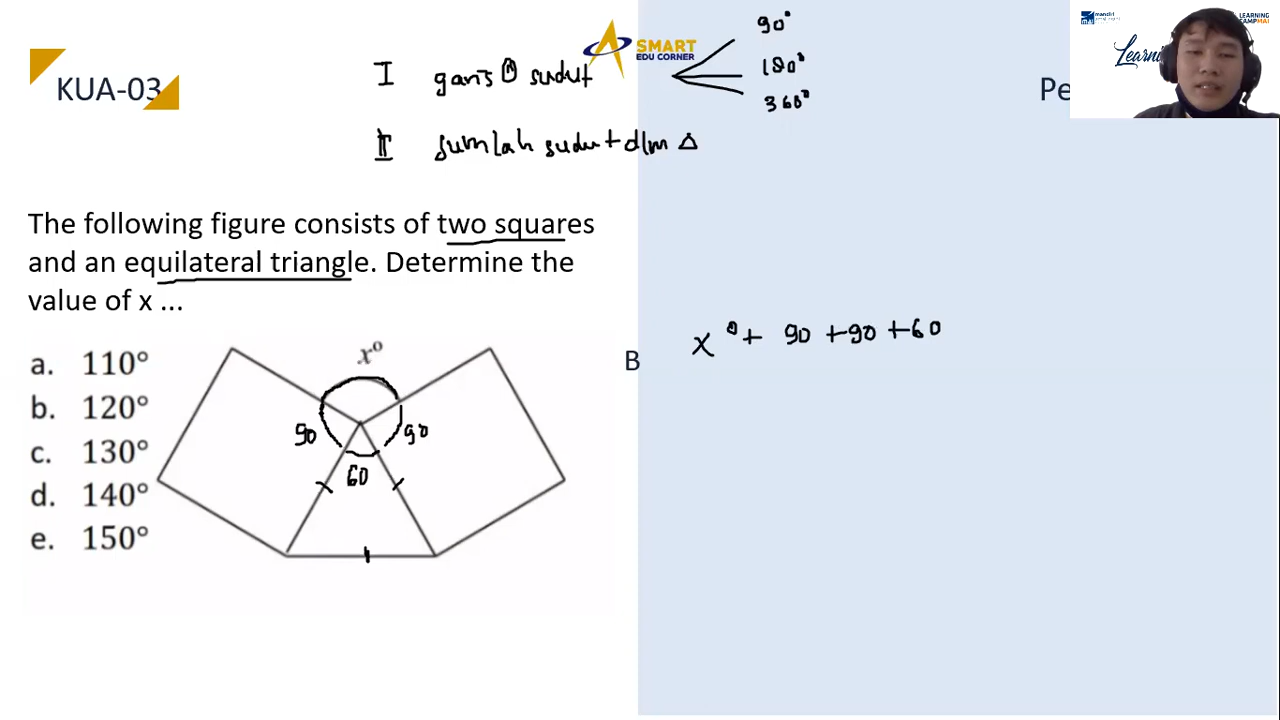 KUA-03
SMART
EDU CORNER
LEARNING
Learni
Pe
I garis @ sudut
90°
180°
360°
II Jumlah sudut dlm Δ
The following figure consists of two squares
and an equilateral triangle. Determine the
value of x ...
a. 110°
b. 120°
c. 130°
d. 140°
e. 150°
x°
90
90
60
B
x° + 90 + 90 + 60